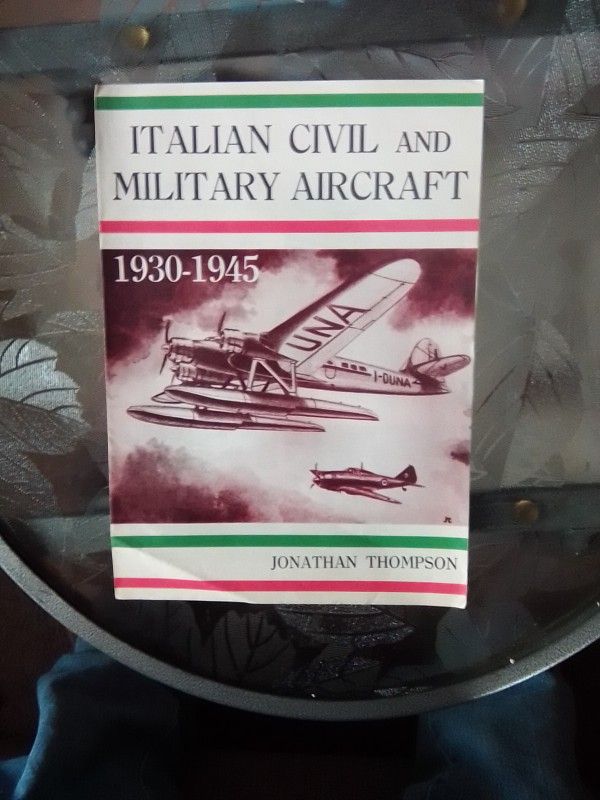 ITALIAN CIVIL AND
MILITARY AIRCRAFT
1930-1945
UNA
I-DUNA
JONATHAN THOMPSON